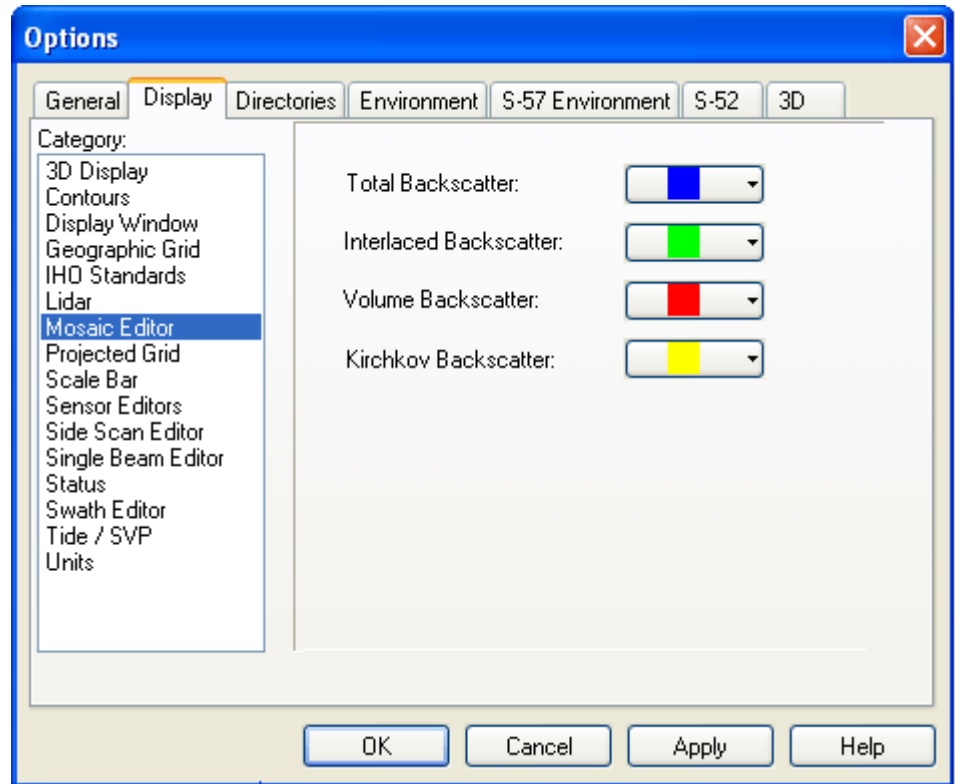 Options
General Display Directories Environment S-57 Environment S-52 3D
Category:
3D Display
Contours
Display Window
Geographic Grid
IHO Standards
Lidar
Mosaic Editor
Projected Grid
Scale Bar
Sensor Editors
Side Scan Editor
Single Beam Editor
Status
Swath Editor
Tide / SVP
Units
Total Backscatter:
Interlaced Backscatter:
Volume Backscatter:
Kirchkov Backscatter:
OK Cancel Apply Help